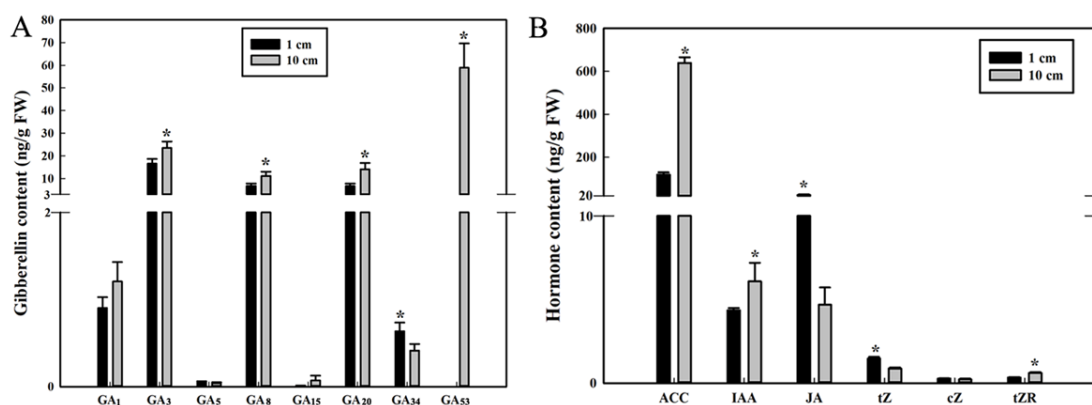 A
Gibberellin content (ng/g FW)
80
70
60
50
40
30
20
10
3
2
0
1 cm
10 cm
*
*
*
*
*
GA1
GA3
GA5
GA8
GA15
GA20
GA34
GA53
B
Hormone content (ng/g FW)
800
600
400
200
20
10
0
1 cm
10 cm
*
*
*
*
*
ACC
IAA
JA
tZ
cZ
tZR